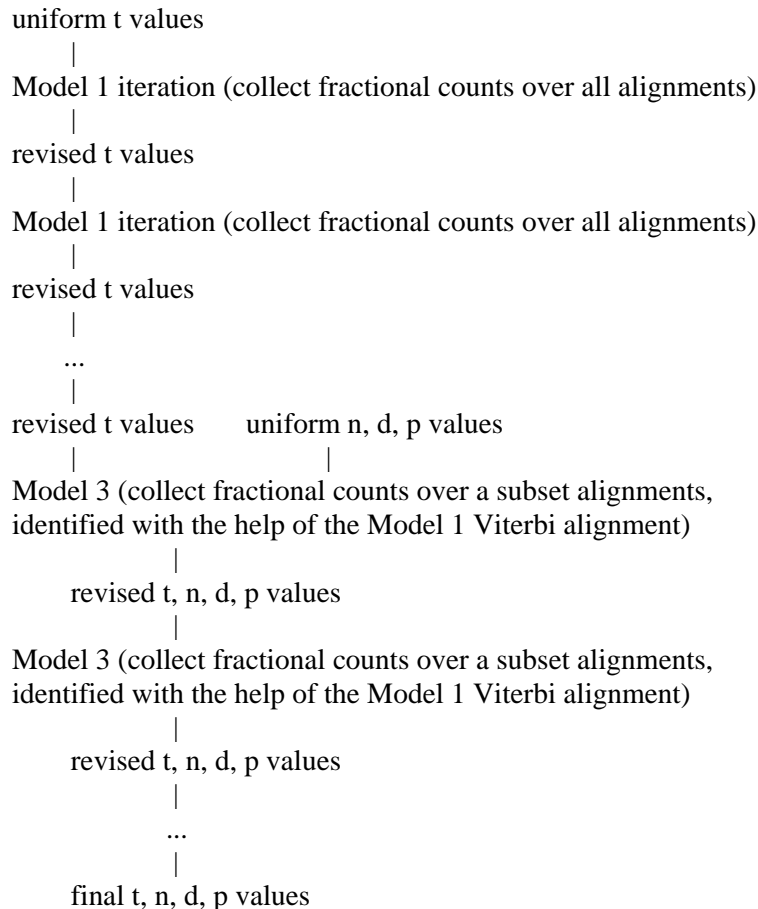 uniform t values
|
Model 1 iteration (collect fractional counts over all alignments)
|
revised t values
|
Model 1 iteration (collect fractional counts over all alignments)
|
revised t values
|
...
|
revised t values     uniform n, d, p values
|                    |
Model 3 (collect fractional counts over a subset alignments,
identified with the help of the Model 1 Viterbi alignment)
|
revised t, n, d, p values
|
Model 3 (collect fractional counts over a subset alignments,
identified with the help of the Model 1 Viterbi alignment)
|
revised t, n, d, p values
|
...
|
final t, n, d, p values